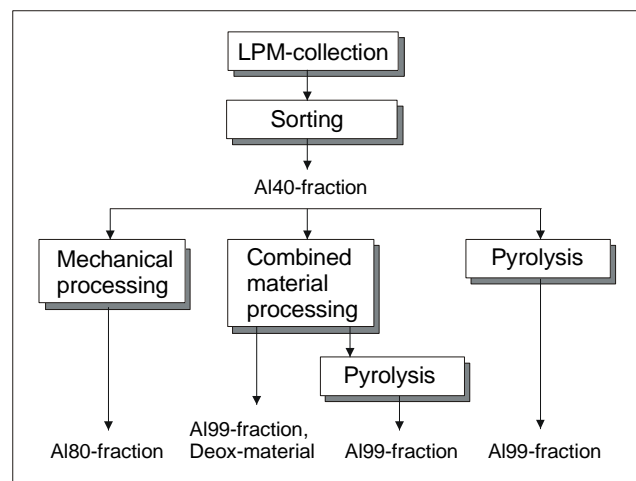 LPM-collection
Sorting
Al40-fraction
Mechanical
processing
Combined
material
processing
Pyrolysis
Pyrolysis
Al80-fraction
Al99-fraction,
Deox-material
Al99-fraction
Al99-fraction